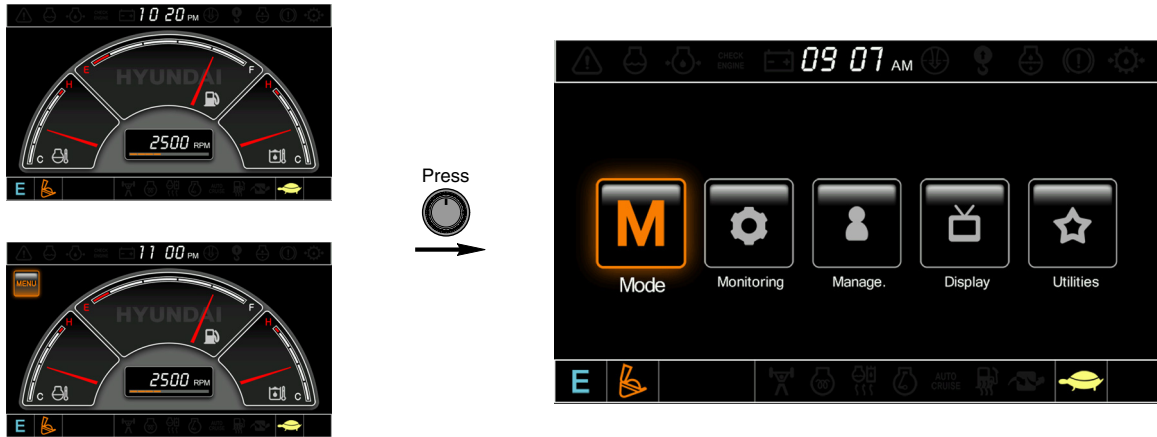 10 20 PM
E
F
HYUNDAI
H
H
2500 RPM
C
C
E
Press
11 00 PM
MENU
E
F
HYUNDAI
H
H
2500 RPM
C
C
E
CHECK
ENGINE
09 07 AM
M
Mode
Monitoring
Manage.
Display
Utilities
E
AUTO
CRUISE